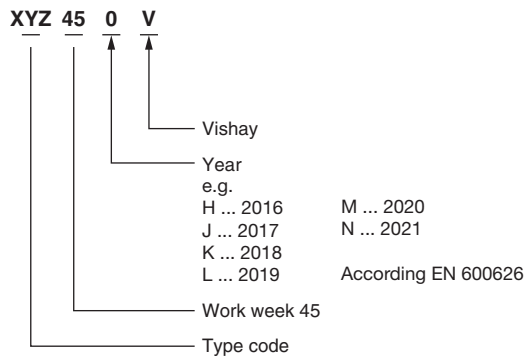 XYZ 45 0 V
Vishay
Year
e.g.
H ... 2016 M ... 2020
J ... 2017 N ... 2021
K ... 2018
L ... 2019 According EN 600626
Work week 45
Type code